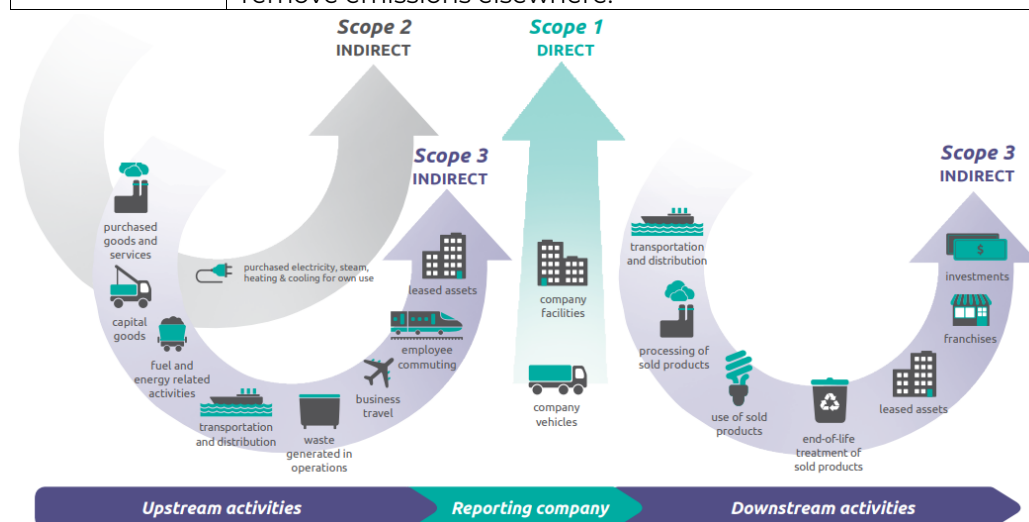 remove emissions elsewhere.
Scope 2
INDIRECT
Scope 1
DIRECT
Scope 3
INDIRECT
Scope 3
INDIRECT
purchased
goods and
services
capital
goods
fuel and
energy related
activities
transportation
and distribution
waste
generated in
operations
business
travel
employee
commuting
leased assets
purchased electricity, steam,
heating & cooling for own use
company
facilities
company
vehicles
transportation
and distribution
processing of
sold products
use of sold
products
end-of-life
treatment of
sold products
leased assets
franchises
$
investments
Upstream activities
Reporting company
Downstream activities